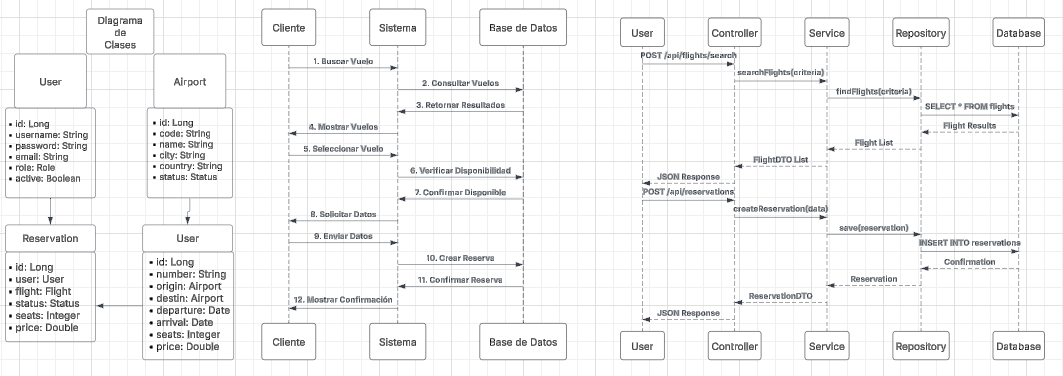 Diagrama
de
Clases
User
• id: Long
• username: String
• password: String
• email: String
• role: Role
• active: Boolean
Airport
• id: Long
• code: String
• name: String
• city: String
• country: String
• status: Status
Reservation
• id: Long
• user: User
• flight: Flight
• status: Status
• seats: Integer
• price: Double
User
• id: Long
• number: String
• origin: Airport
• destin: Airport
• departure: Date
• arrival: Date
• seats: Integer
• price: Double
Cliente
Sistema
Base de Datos
1. Buscar Vuelo
2. Consultar Vuelos
3. Retornar Resultados
4. Mostrar Vuelos
5. Seleccionar Vuelo
6. Verificar Disponibilidad
7. Confirmar Disponible
8. Solicitar Datos
9. Enviar Datos
10. Crear Reserva
11. Confirmar Reserva
12. Mostrar Confirmación
Cliente
Sistema
Base de Datos
User
Controller
Service
Repository
Database
POST /api/flights/search
searchFlights(criteria)
findFlights(criteria)
SELECT * FROM flights
Flight Results
Flight List
FlightDTO List
JSON Response
POST /api/reservations
createReservation(data)
save(reservation)
INSERT INTO reservations
Confirmation
Reservation
ReservationDTO
JSON Response
User
Controller
Service
Repository
Database